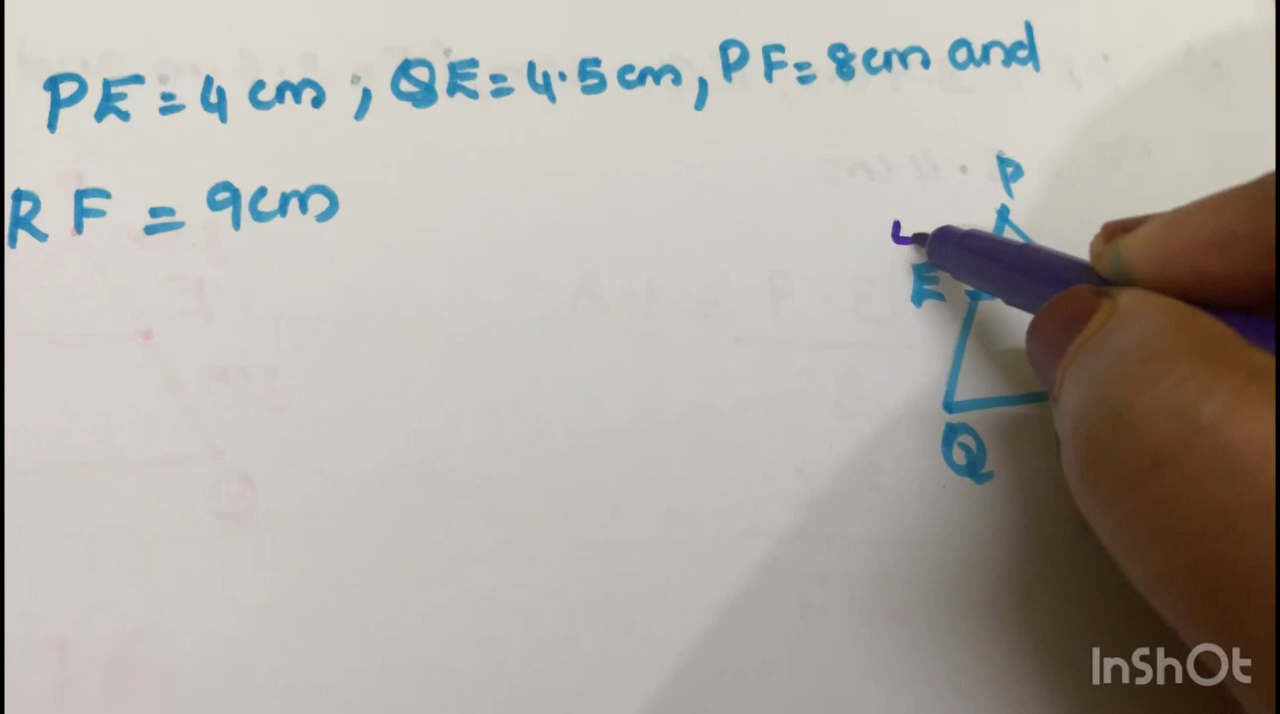 PE = 4 cm ; QE = 4.5 cm, PF = 8 cm and
RF = 9 cm
P
E
Q
InShOt